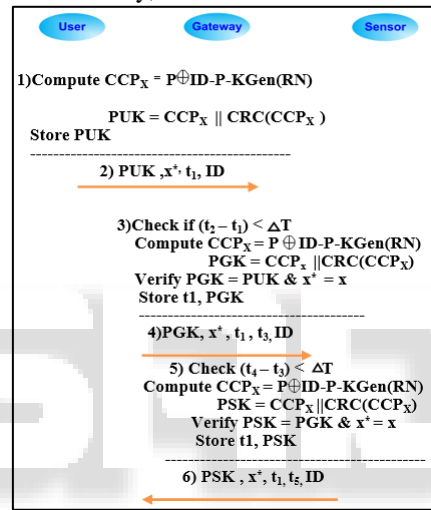 User Gateway Sensor
1)Compute CCPX = P⊕ID-P-KGen(RN)
PUK = CCPX || CRC(CCPX )
Store PUK
2) PUK ,x*, t1, ID
3)Check if (t2 – t1) < △T
Compute CCPX = P ⊕ ID-P-KGen(RN)
PGK = CCPx ||CRC(CCPX)
Verify PGK = PUK & x* = x
Store t1, PGK
4)PGK, x* , t1 , t3, ID
5) Check (t4 – t3) < △T
Compute CCPX = P⊕ID-P-KGen(RN)
PSK = CCPX||CRC(CCPX)
Verify PSK = PGK & x* = x
Store t1, PSK
6) PSK , x*, t1, t5, ID